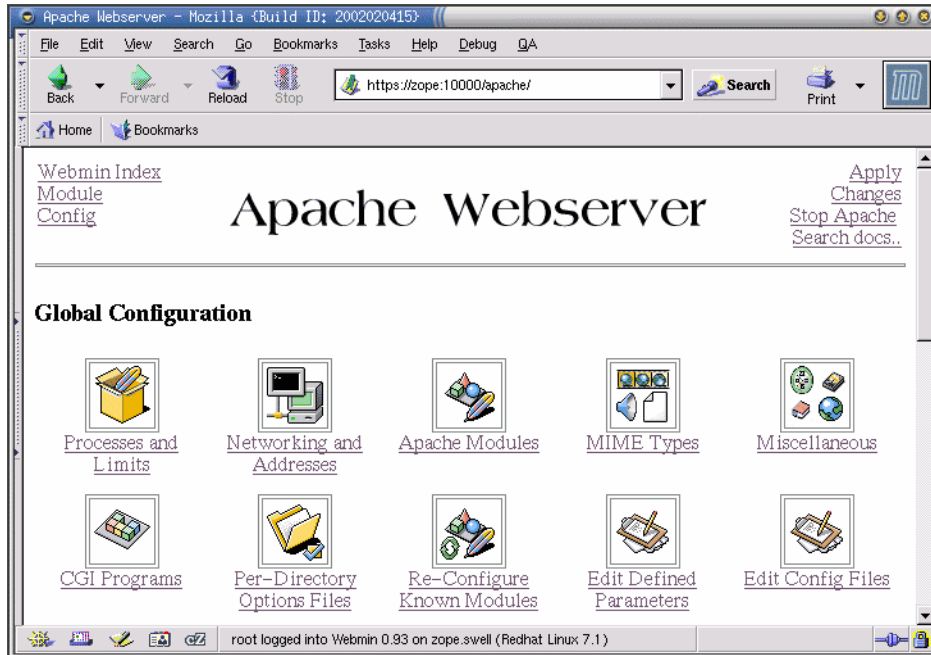 Apache Webserver - Mozilla {Build ID: 2002020415}
File Edit View Search Go Bookmarks Tasks Help Debug QA
Back Forward Reload Stop https://zope:10000/apache/ Search Print
Home Bookmarks
Webmin Index
Module
Config
Apache Webserver
Apply
Changes
Stop Apache
Search docs..
Global Configuration
Processes and
Limits
Networking and
Addresses
Apache Modules
MIME Types
Miscellaneous
CGI Programs
Per-Directory
Options Files
Re-Configure
Known Modules
Edit Defined
Parameters
Edit Config Files
root logged into Webmin 0.93 on zope.swell (Redhat Linux 7.1)